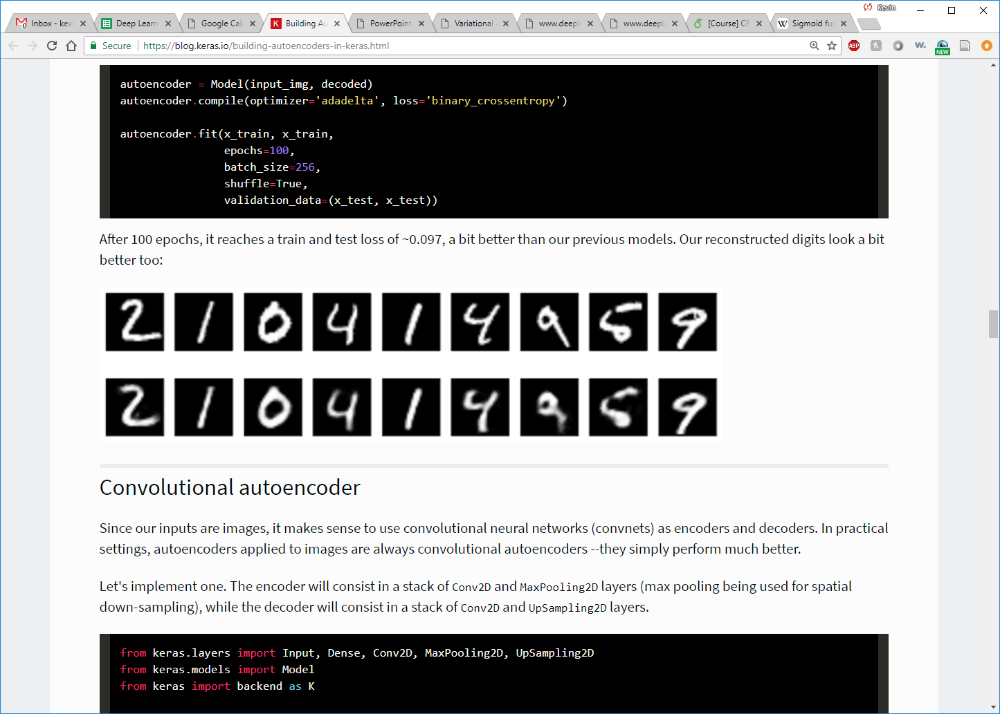 Kevin
Inbox - kevi
Deep Learn
Google Cal
Building Au
PowerPoint
Variational
www.deepl
www.deepl
[Course] CP
Sigmoid fu
Secure
https://blog.keras.io/building-autoencoders-in-keras.html
ABP
w.
NEW
autoencoder = Model(input_img, decoded)
autoencoder.compile(optimizer='adadelta', loss='binary_crossentropy')
autoencoder.fit(x_train, x_train,
epochs=100,
batch_size=256,
shuffle=True,
validation_data=(x_test, x_test))
After 100 epochs, it reaches a train and test loss of ~0.097, a bit better than our previous models. Our reconstructed digits look a bit
better too:
2 1 0 4 1 4 9 5 9
2 1 0 4 1 4 9 5 9
Convolutional autoencoder
Since our inputs are images, it makes sense to use convolutional neural networks (convnets) as encoders and decoders. In practical
settings, autoencoders applied to images are always convolutional autoencoders --they simply perform much better.
Let's implement one. The encoder will consist in a stack of Conv2D and MaxPooling2D layers (max pooling being used for spatial
down-sampling), while the decoder will consist in a stack of Conv2D and UpSampling2D layers.
from keras.layers import Input, Dense, Conv2D, MaxPooling2D, UpSampling2D
from keras.models import Model
from keras import backend as K